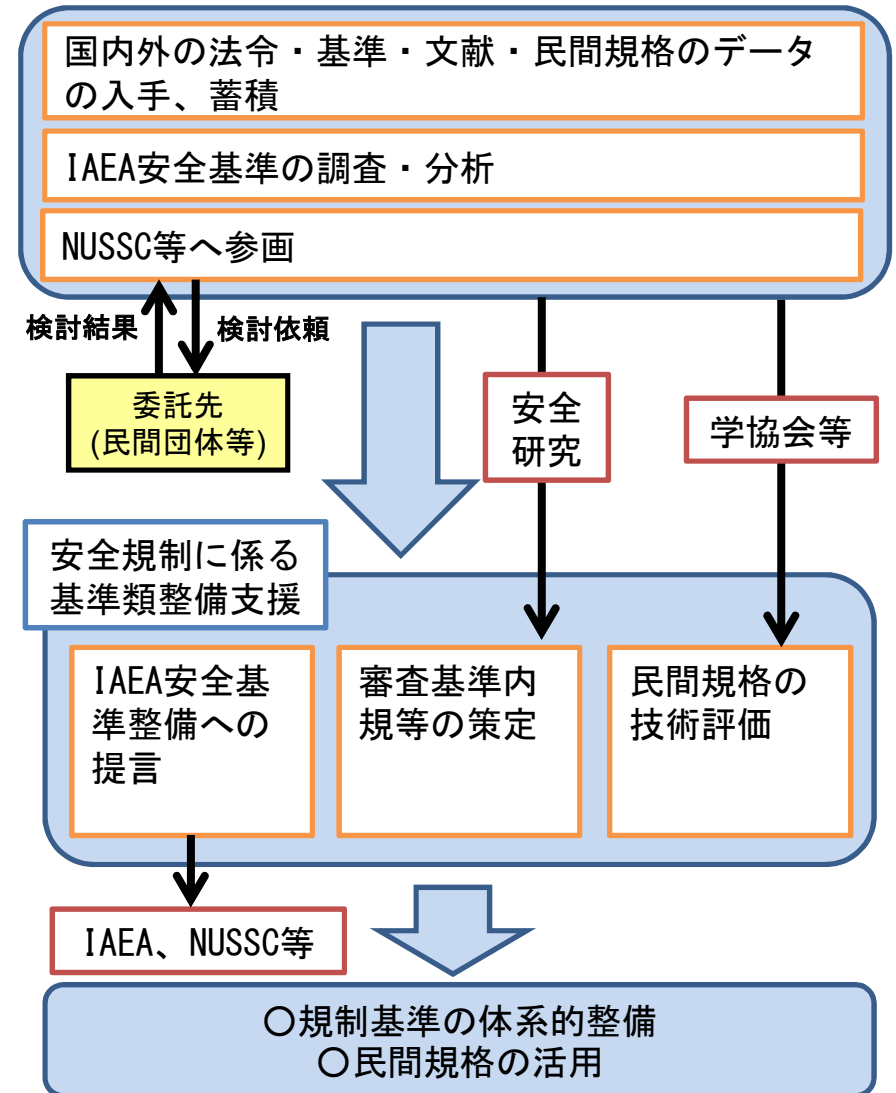 国内外の法令・基準・文献・民間規格のデータ
の入手、蓄積
IAEA安全基準の調査・分析
NUSSC等へ参画
検討結果
検討依頼
委託先
(民間団体等)
安全
研究
学協会等
安全規制に係る
基準類整備支援
IAEA安全基
準整備への
提言
審査基準内
規等の策定
民間規格の
技術評価
IAEA、NUSSC等
○規制基準の体系的整備
○民間規格の活用